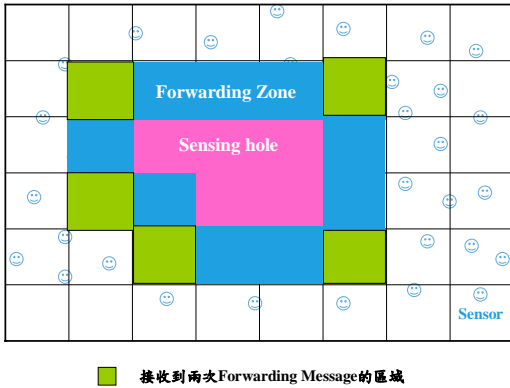 Forwarding Zone
Sensing hole
Sensor
接收到兩次Forwarding Message的區域